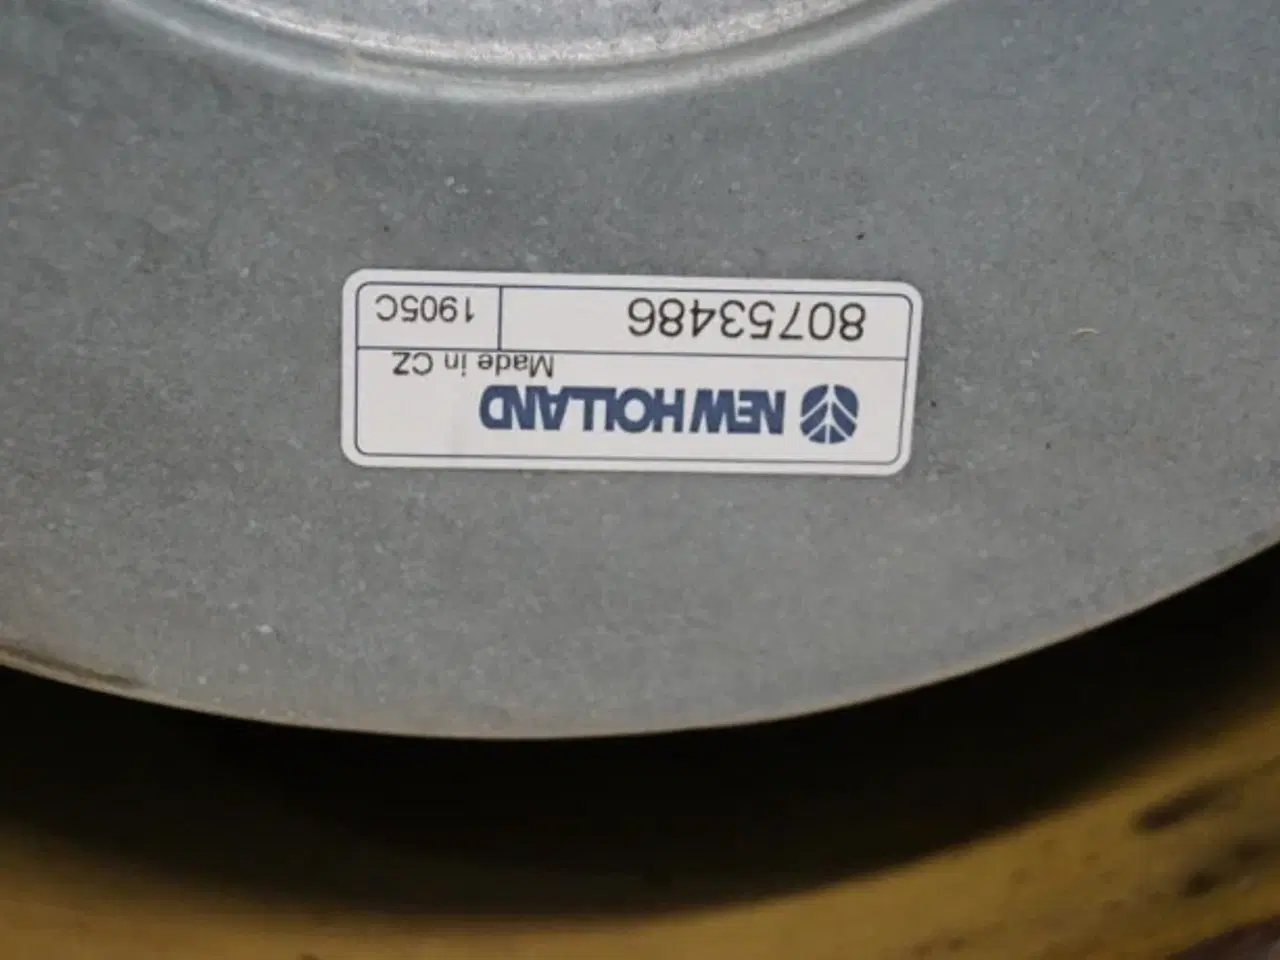 NEW HOLLAND
Made in CZ
80753486 1905C